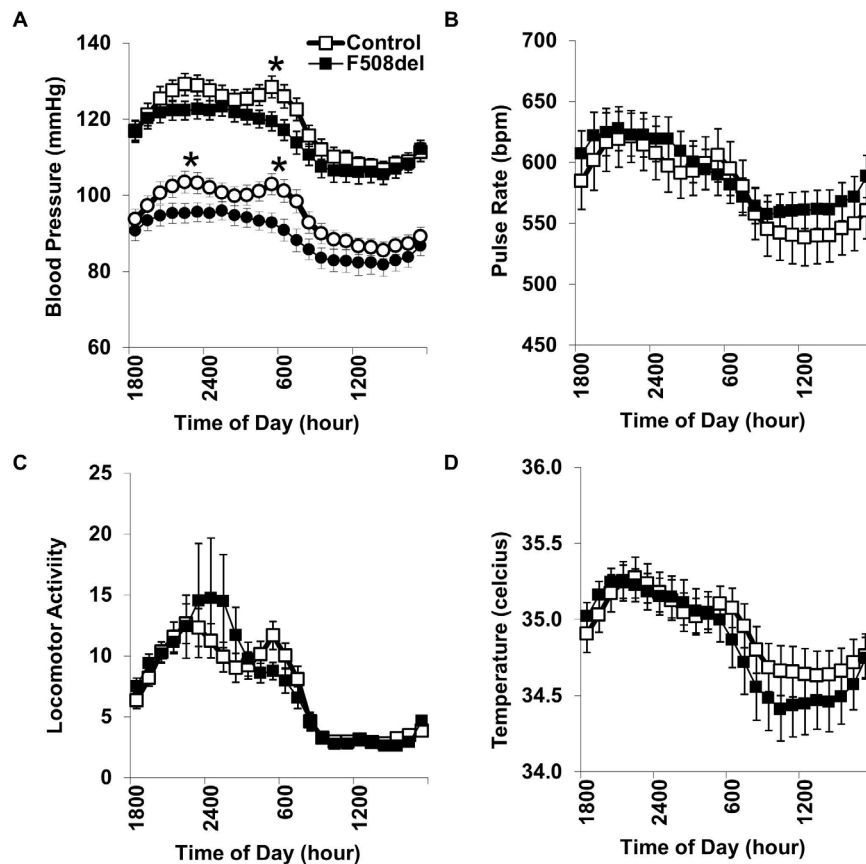 A
Blood Pressure (mmHg)
140
120
100
80
60
*
*
*
Control
F508del
1800
2400
600
1200
Time of Day (hour)
B
Pulse Rate (bpm)
700
650
600
550
500
450
1800
2400
600
1200
Time of Day (hour)
C
Locomotor Activiity
25
20
15
10
5
0
1800
2400
600
1200
Time of Day (hour)
D
Temperature (celcius)
36.0
35.5
35.0
34.5
34.0
1800
2400
600
1200
Time of Day (hour)